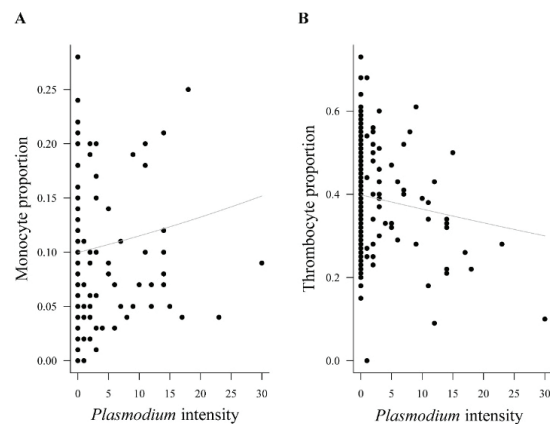 A
B
Monocyte proportion
0.25
0.20
0.15
0.10
0.05
0.00
0 5 10 15 20 25 30
Plasmodium intensity
Thrombocyte proportion
0.6
0.4
0.2
0.0
0 5 10 15 20 25 30
Plasmodium intensity